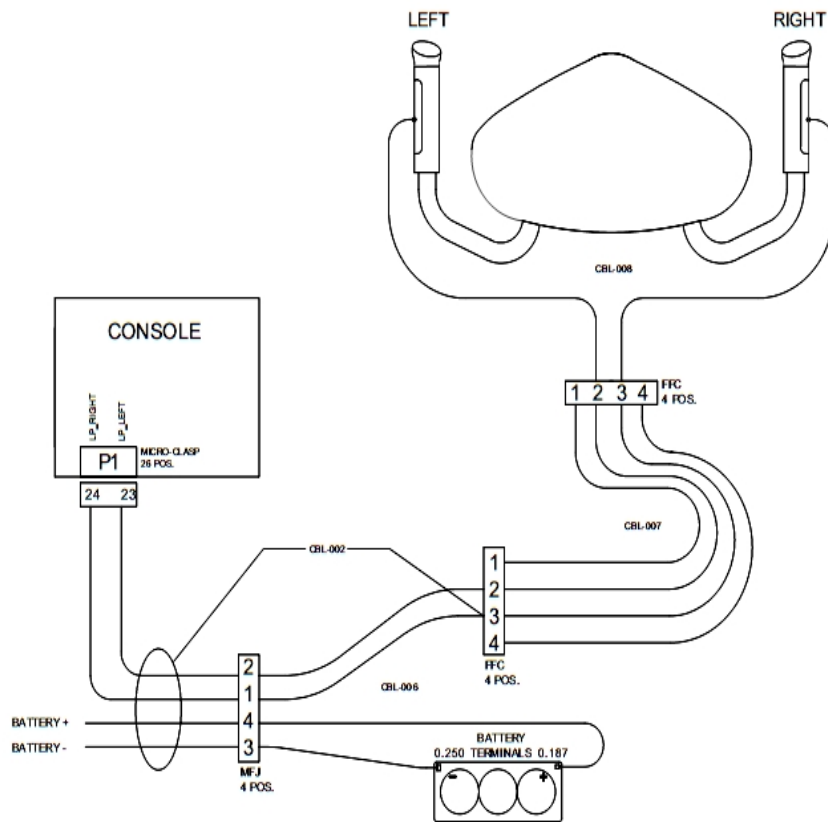 LEFT
RIGHT
CBL-008
CONSOLE
LP_RIGHT
LP_LEFT
P1
MICRO-CLASP
26 POS.
24 23
1 2 3 4
FFC
4 POS.
CBL-007
CBL-002
1
2
3
4
FFC
4 POS.
2
1
4
3
CBL-006
BATTERY +
BATTERY -
MFJ
4 POS.
BATTERY
0.250 TERMINALS 0.187
- +